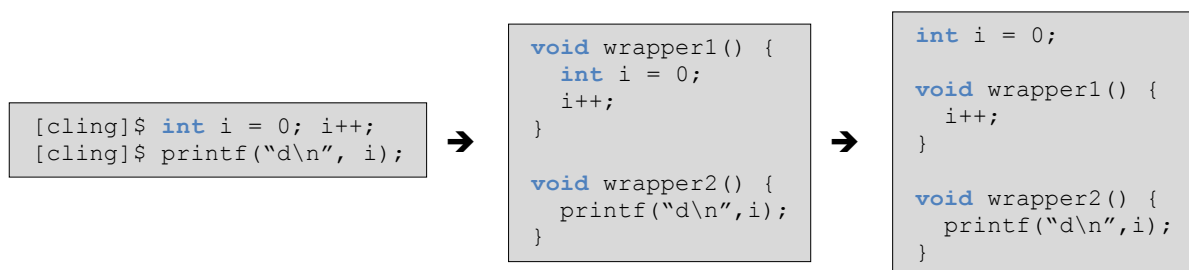 [cling]$ int i = 0; i++;
[cling]$ printf(“d\n”, i);
➔
void wrapper1() {
  int i = 0;
  i++;
}

void wrapper2() {
  printf(“d\n”,i);
}
➔
int i = 0;

void wrapper1() {
  i++;
}

void wrapper2() {
  printf(“d\n”,i);
}